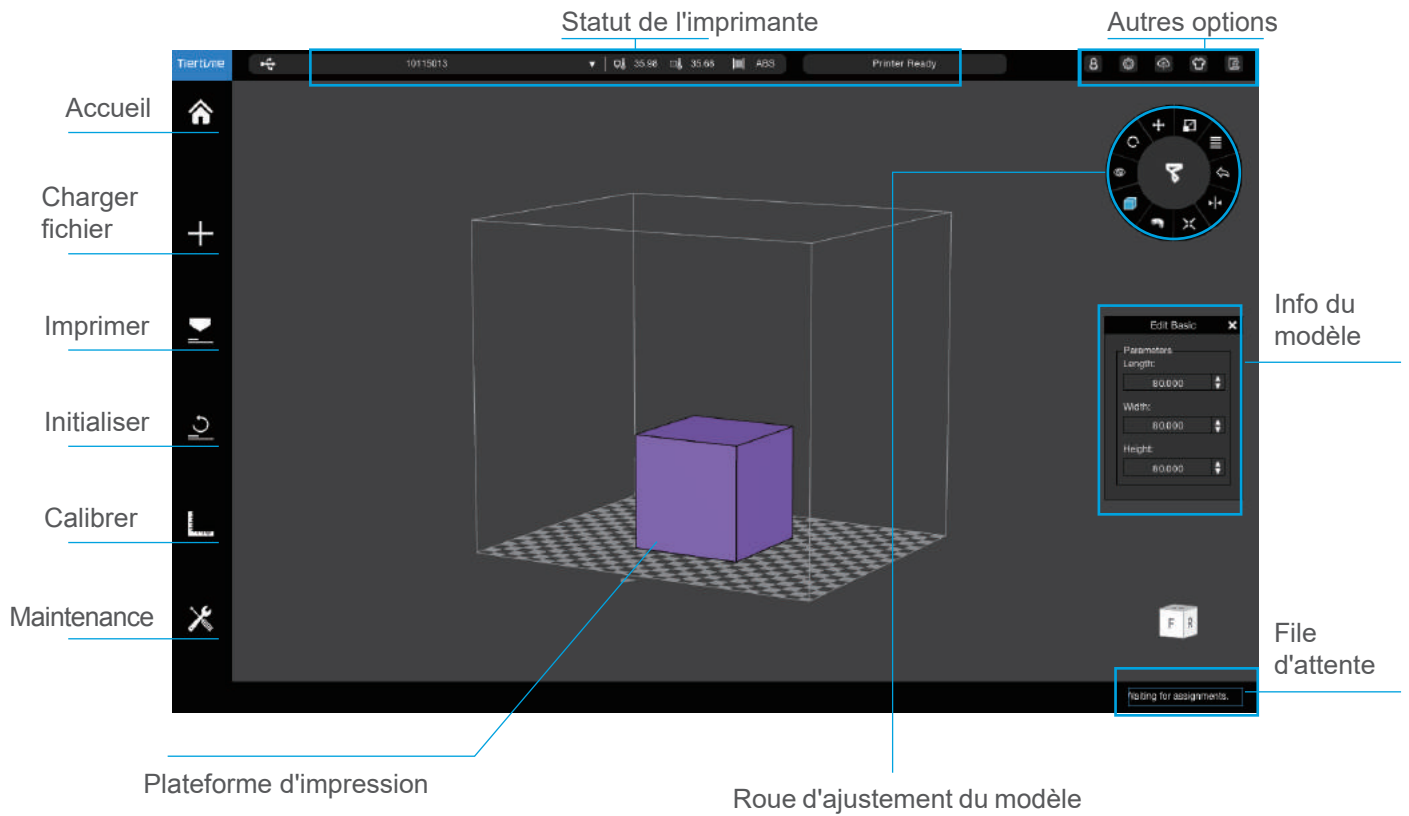 Statut de l'imprimante
Autres options
Tiertime
10115013
35.98
35.68
ABS
Printer Ready
Accueil
Charger
fichier
Imprimer
Initialiser
Calibrer
Maintenance
Info du
modèle
Edit Basic
Parameters
Length:
80.000
Width:
80.000
Height:
80.000
F
R
File
d'attente
Waiting for assignments.
Plateforme d'impression
Roue d'ajustement du modèle